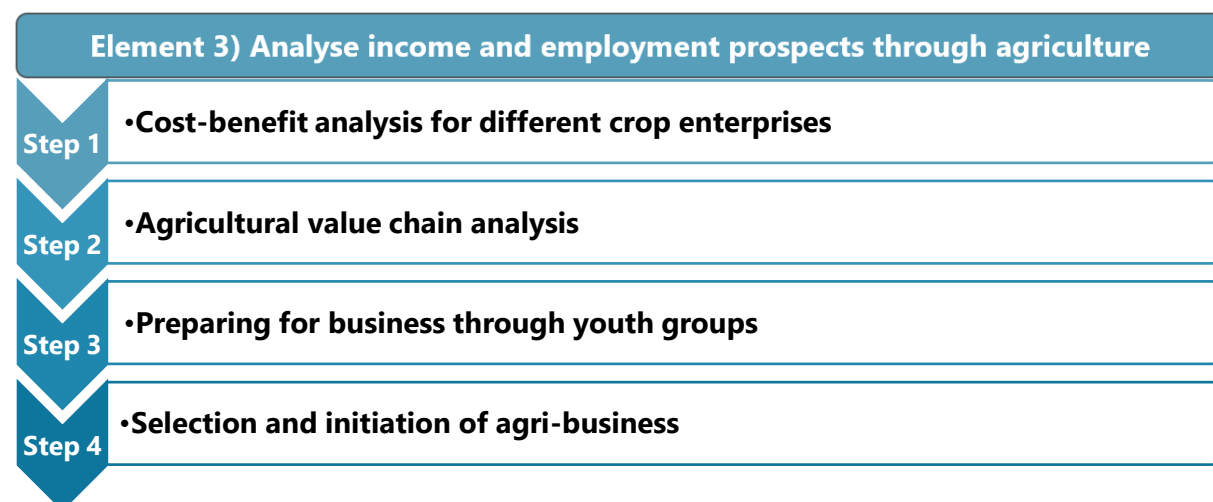 Element 3) Analyse income and employment prospects through agriculture
Step 1
•Cost-benefit analysis for different crop enterprises
Step 2
•Agricultural value chain analysis
Step 3
•Preparing for business through youth groups
Step 4
•Selection and initiation of agri-business